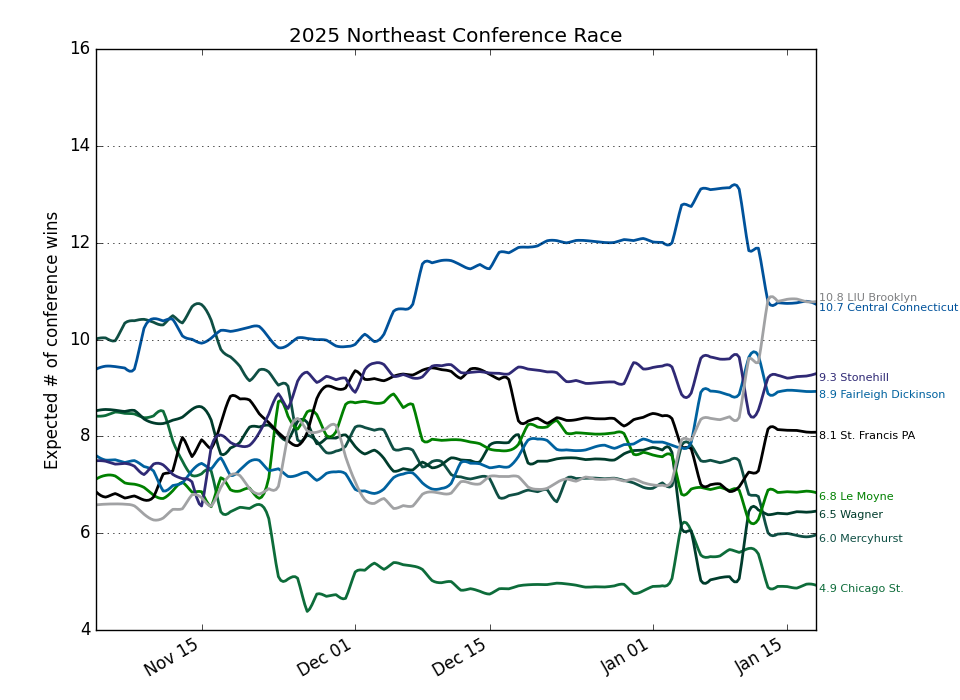 2025 Northeast Conference Race
Expected # of conference wins
16
14
12
10
8
6
4
Nov 15
Dec 01
Dec 15
Jan 01
Jan 15
10.8 LIU Brooklyn
10.7 Central Connecticut
9.3 Stonehill
8.9 Fairleigh Dickinson
8.1 St. Francis PA
6.8 Le Moyne
6.5 Wagner
6.0 Mercyhurst
4.9 Chicago St.